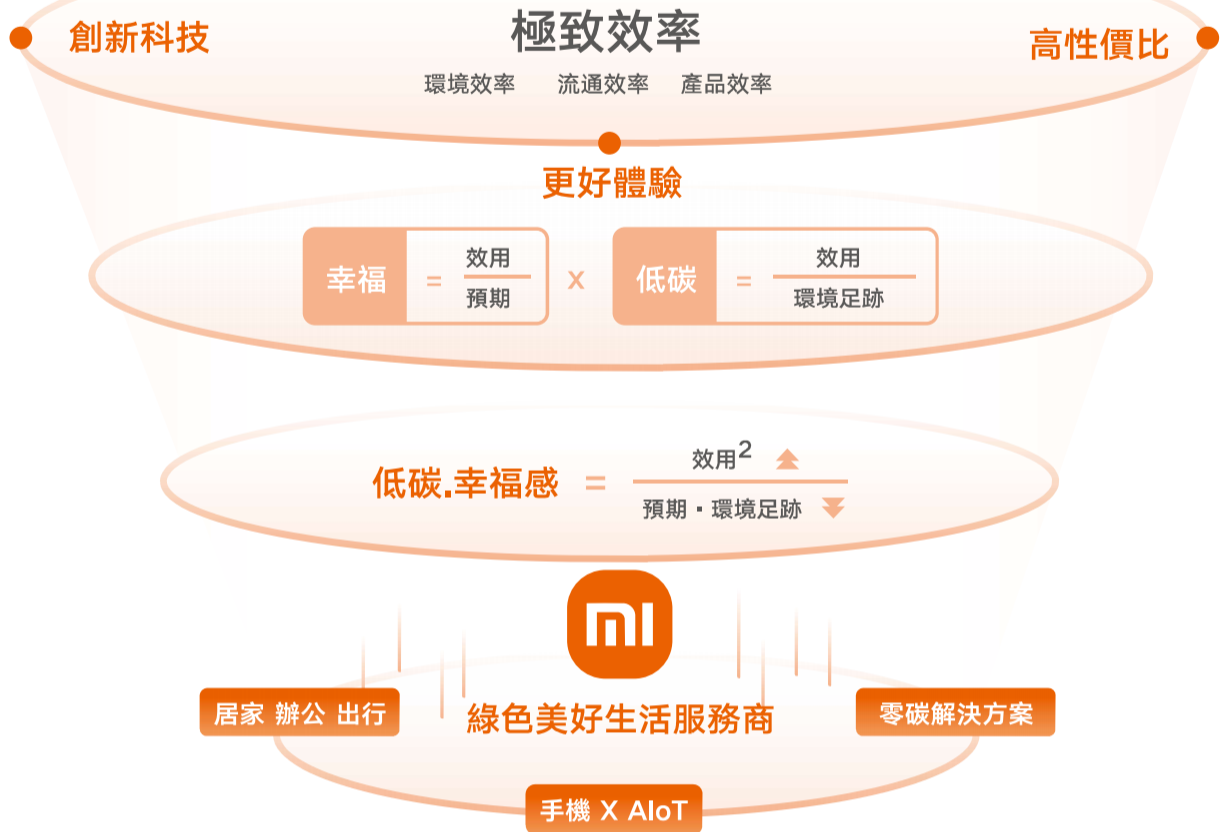 創新科技
極致效率
高性價比
環境效率 流通效率 產品效率
更好體驗
幸福 = 效用 / 預期 x 低碳 = 效用 / 環境足跡
低碳.幸福感 = 效用² / 預期·環境足跡
mi
居家 辦公 出行
綠色美好生活服務商
零碳解決方案
手機 X AIoT